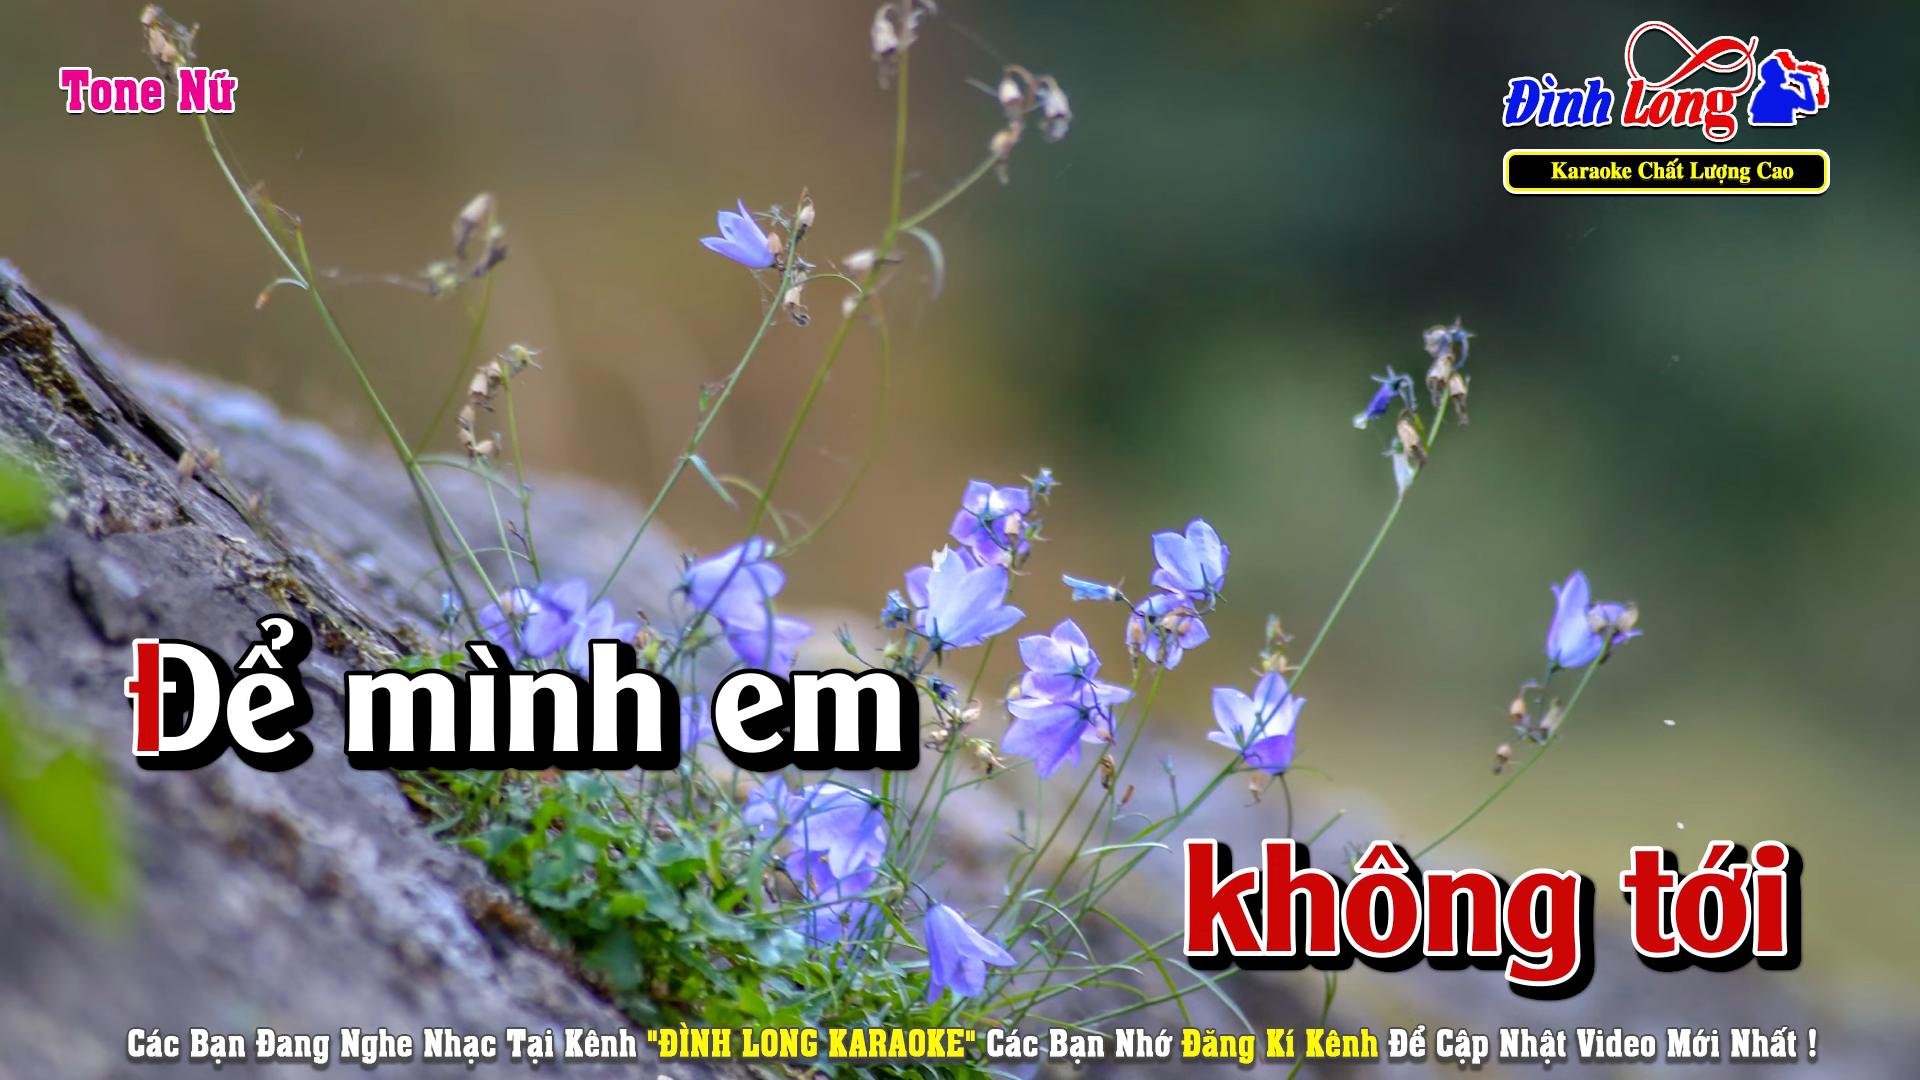 Tone Nữ
Đình Long
Karaoke Chất Lượng Cao
Để mình em
không tới
Các Bạn Đang Nghe Nhạc Tại Kênh "ĐÌNH LONG KARAOKE" Các Bạn Nhớ Đăng Kí Kênh Để Cập Nhật Video Mới Nhất !